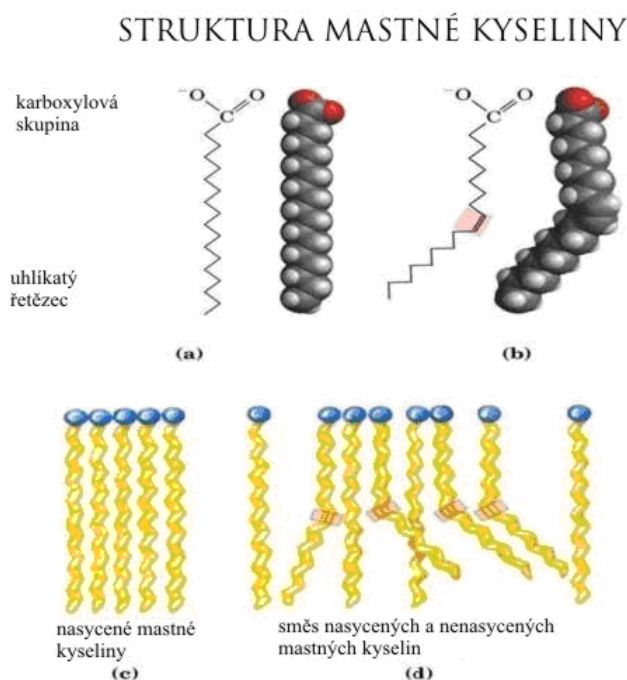 STRUKTURA MASTNÉ KYSELINY
karboxylová
skupina
⁻O
O
C
⁻O
O
C
uhlíkatý
řetězec
(a)
(b)
nasycené mastné
kyseliny
(c)
směs nasycených a nenasycených
mastných kyselin
(d)